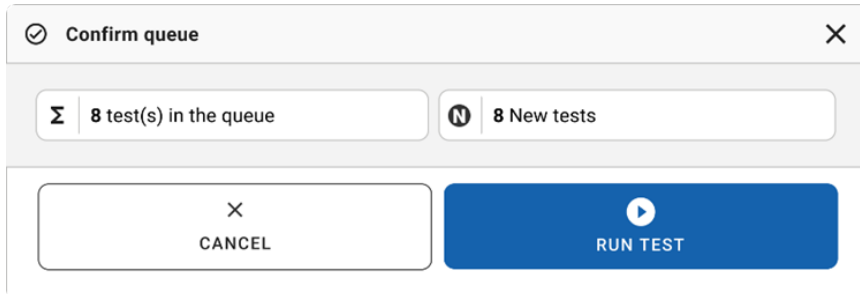 Confirm queue
Σ 8 test(s) in the queue
N 8 New tests
CANCEL
RUN TEST